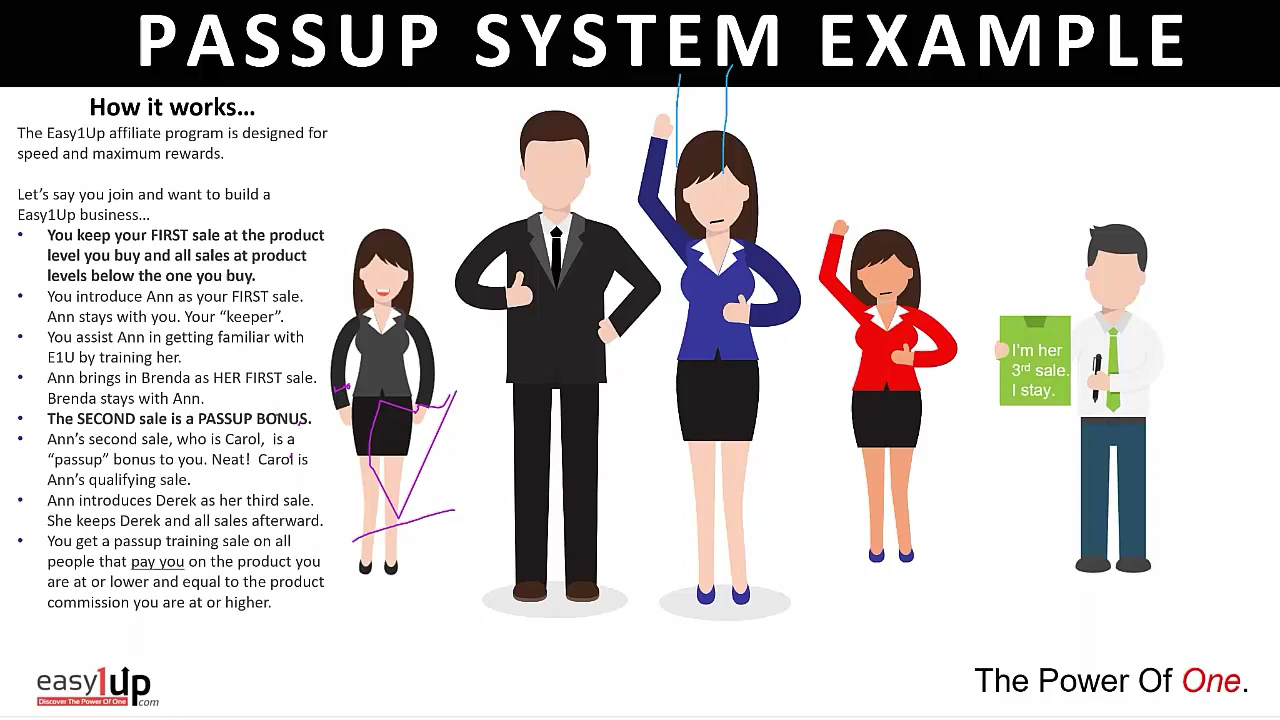 PASSUP SYSTEM EXAMPLE
How it works…
The Easy1Up affiliate program is designed for
speed and maximum rewards.
Let’s say you join and want to build a
Easy1Up business…
• You keep your FIRST sale at the product
level you buy and all sales at product
levels below the one you buy.
• You introduce Ann as your FIRST sale.
Ann stays with you. Your “keeper”.
• You assist Ann in getting familiar with
E1U by training her.
• Ann brings in Brenda as HER FIRST sale.
Brenda stays with Ann.
• The SECOND sale is a PASSUP BONUS.
• Ann’s second sale, who is Carol, is a
“passup” bonus to you. Neat! Carol is
Ann’s qualifying sale.
• Ann introduces Derek as her third sale.
She keeps Derek and all sales afterward.
• You get a passup training sale on all
people that pay you on the product you
are at or lower and equal to the product
commission you are at or higher.
I’m her
3rd sale.
I stay.
easy1up
Discover The Power Of One .com
The Power Of One.